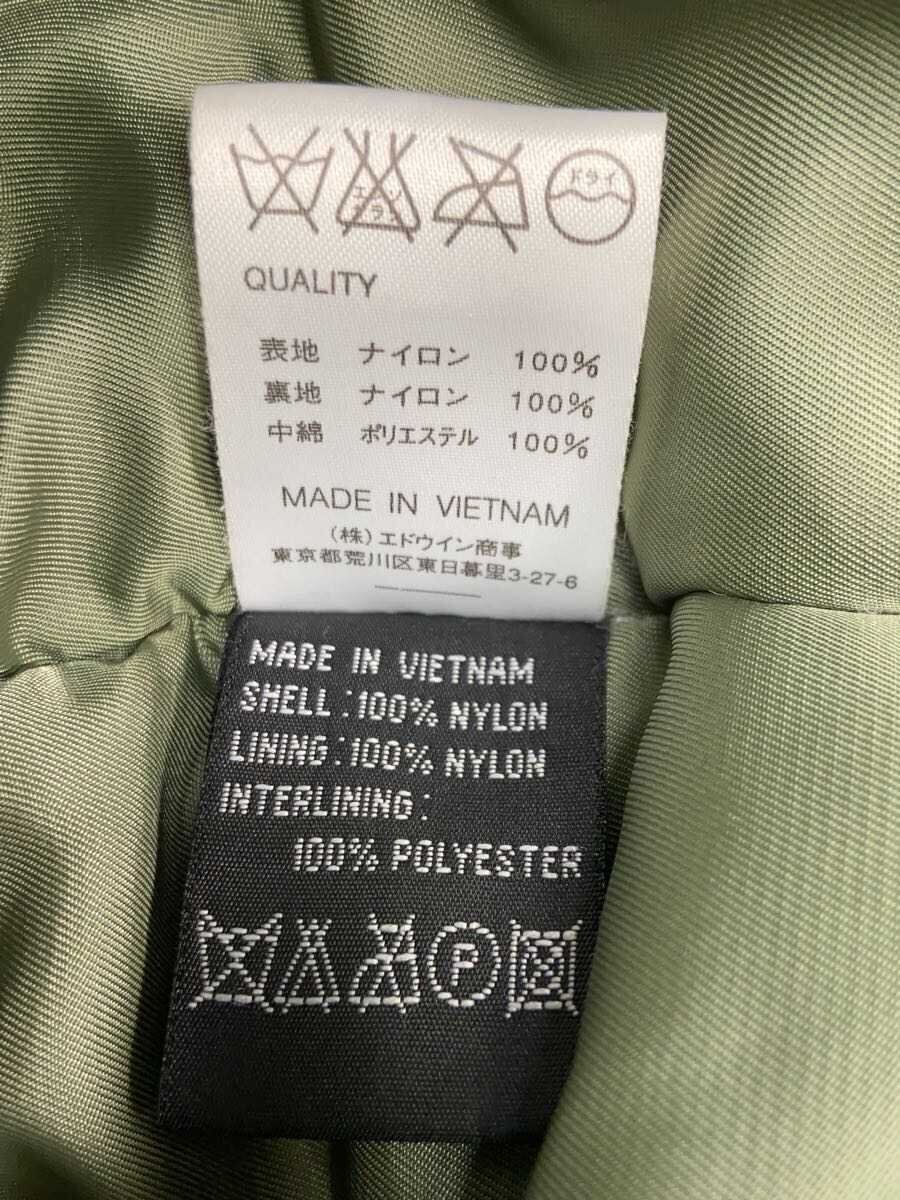 エンソ
フラン
ドライ
QUALITY
表地 ナイロン 100%
裏地 ナイロン 100%
中綿 ポリエステル 100%
MADE IN VIETNAM
(株)エドウイン商事
東京都荒川区東日暮里3-27-6
MADE IN VIETNAM
SHELL:100% NYLON
LINING:100% NYLON
INTERLINING:
100% POLYESTER
P